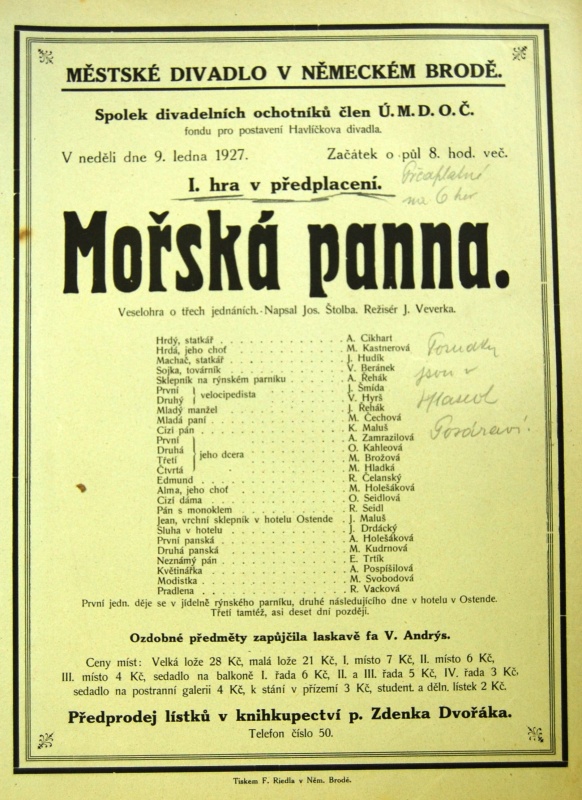 MĚSTSKÉ DIVADLO V NĚMECKÉM BRODĚ.
Spolek divadelních ochotníků člen Ú. M. D. O. Č.
fondu pro postavení Havlíčkova divadla.
V neděli dne 9. ledna 1927. Začátek o půl 8. hod. več.
I. hra v předplacení.
na 6 her
Mořská panna.
Veselohra o třech jednáních.-Napsal Jos. Štolba. Režisér J. Veverka.
Hrdý, statkář . . . . . . . . . . A. Cikhart
Hrdá, jeho choť . . . . . . . . . . M. Kastnerová
Machač, statkář . . . . . . . . . . J. Hudík
Sojka, továrník . . . . . . . . . . V. Beránek
Sklepník na rýnském parníku . . . . . . A. Řehák
První } velocipedista . . . . . . J. Šmída
Druhý } . . . . . . V. Hyrš
Mladý manžel . . . . . . . . . . J. Řehák
Mladá paní . . . . . . . . . . M. Čechová
Cizí pán . . . . . . . . . . K. Maluš
První } jeho dcera . . . . . . A. Zamrazilová
Druhá } . . . . . . O. Kahleová
Třetí } . . . . . . M. Brožová
Čtvrtá } . . . . . . M. Hladká
Edmund . . . . . . . . . . R. Čelanský
Alma, jeho choť . . . . . . . . . . M. Holešáková
Cizí dáma . . . . . . . . . . O. Seidlová
Pán s monoklem . . . . . . . . . . R. Seidl
Jean, vrchní sklepník v hotelu Ostende . . J. Maluš
Sluha v hotelu . . . . . . . . . . J. Drdácký
První panská . . . . . . . . . . A. Holešáková
Druhá panská . . . . . . . . . . M. Kudrnová
Neznámý pán . . . . . . . . . . E. Trtík
Květinářka . . . . . . . . . . A. Pospíšilová
Modistka . . . . . . . . . . M. Svobodová
Pradlena . . . . . . . . . . R. Vacková
jsou v
Pozdraví.
První jedn. děje se v jídelně rýnského parníku, druhé následujícího dne v hotelu v Ostende.
Třetí tamtéž, asi deset dní později.
Ozdobné předměty zapůjčila laskavě fa V. Andrýs.
Ceny míst: Velká lože 28 Kč, malá lože 21 Kč, I. místo 7 Kč, II. místo 6 Kč,
III. místo 4 Kč, sedadlo na balkoně I. řada 6 Kč, II. a III. řada 5 Kč, IV. řada 3 Kč,
sedadlo na postranní galerii 4 Kč, k stání v přízemí 3 Kč, student. a děln. lístek 2 Kč.
Předprodej lístků v knihkupectví p. Zdenka Dvořáka.
Telefon číslo 50.
Tiskem F. Riedla v Něm. Brodě.